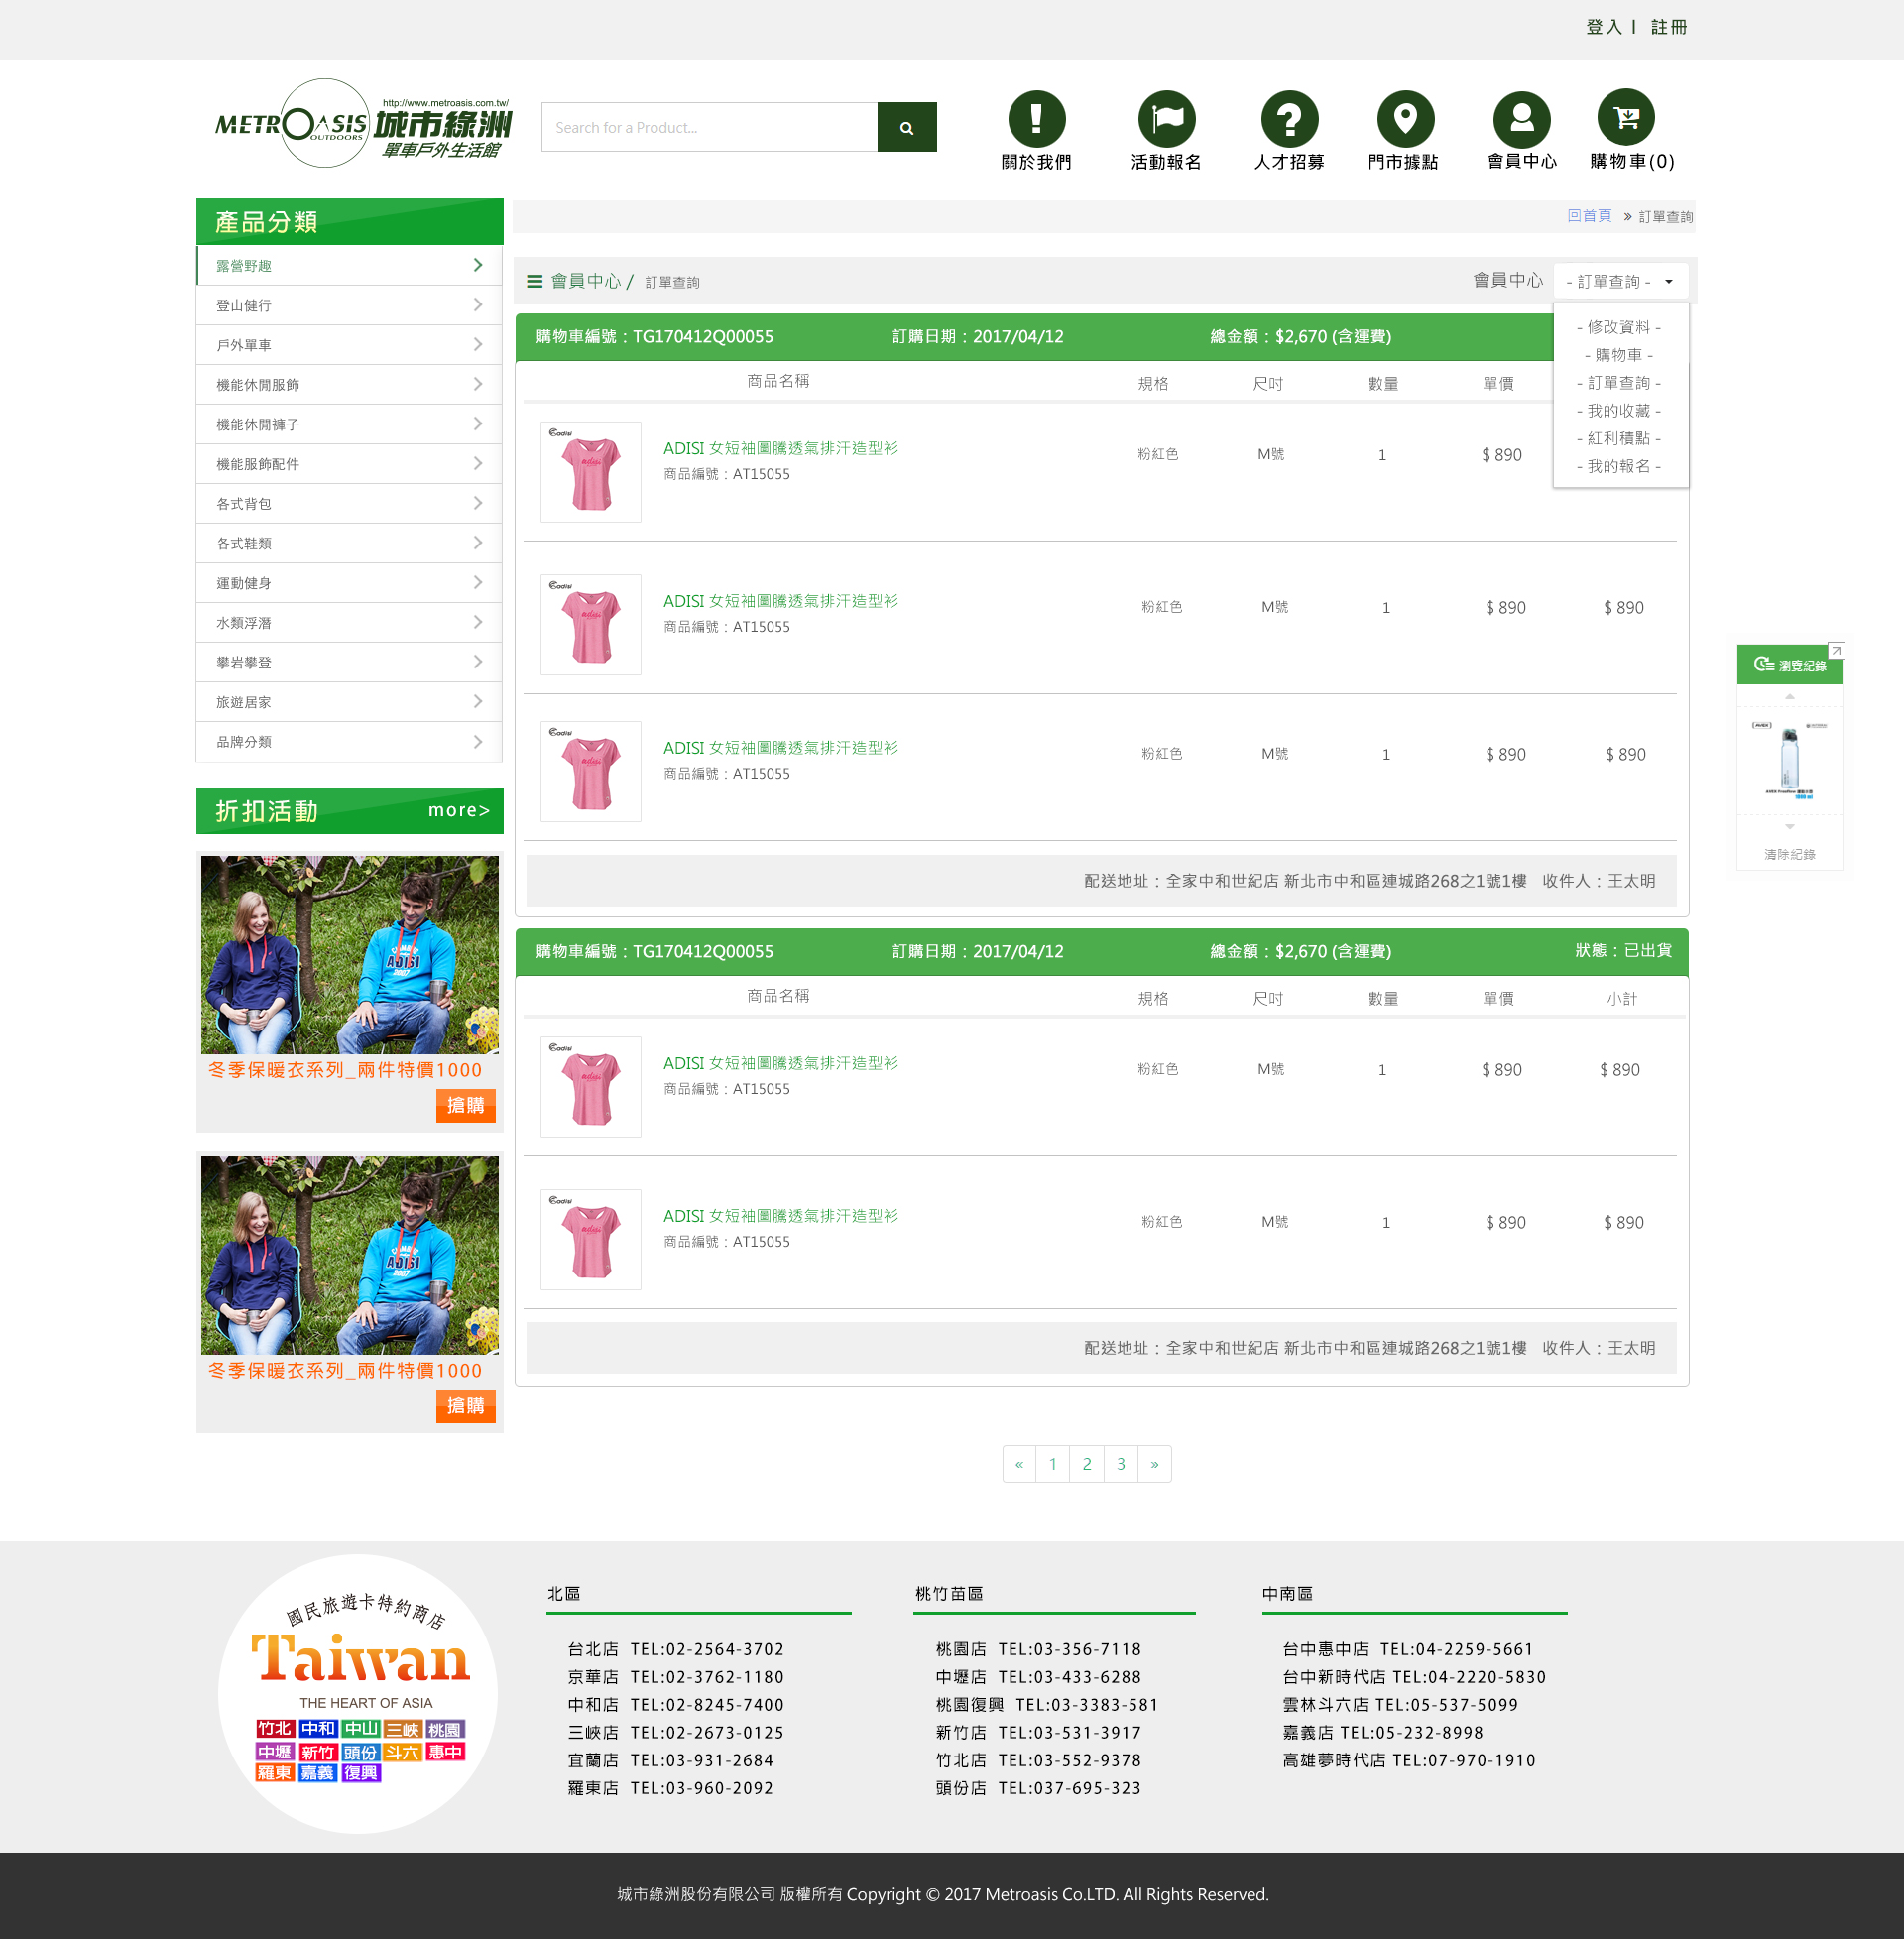 登入 |  註冊
http://www.metroasis.com.tw/
METROASIS 城市綠洲
OUTDOORS 單車戶外生活館
Search for a Product...
關於我們 活動報名 人才招募 門市據點 會員中心 購物車(0)
產品分類
露營野趣
登山健行
戶外單車
機能休閒服飾
機能休閒褲子
機能服飾配件
各式背包
各式鞋類
運動健身
水類浮潛
攀岩攀登
旅遊居家
品牌分類
折扣活動 more>
ADISI
2007
冬季保暖衣系列_兩件特價1000
搶購
ADISI
2007
冬季保暖衣系列_兩件特價1000
搶購
回首頁 » 訂單查詢
會員中心 / 訂單查詢 會員中心 - 訂單查詢 -
- 修改資料 -
- 購物車 -
- 訂單查詢 -
- 我的收藏 -
- 紅利積點 -
- 我的報名 -
購物車編號：TG170412Q00055 訂購日期：2017/04/12 總金額：$2,670 (含運費)
商品名稱 規格 尺吋 數量 單價
adisi
ADISI 女短袖圖騰透氣排汗造型衫 粉紅色 M號 1 $ 890
商品編號：AT15055
adisi
ADISI 女短袖圖騰透氣排汗造型衫 粉紅色 M號 1 $ 890 $ 890
商品編號：AT15055
adisi
ADISI 女短袖圖騰透氣排汗造型衫 粉紅色 M號 1 $ 890 $ 890
商品編號：AT15055
配送地址：全家中和世紀店 新北市中和區連城路268之1號1樓 收件人：王太明
購物車編號：TG170412Q00055 訂購日期：2017/04/12 總金額：$2,670 (含運費) 狀態：已出貨
商品名稱 規格 尺吋 數量 單價 小計
adisi
ADISI 女短袖圖騰透氣排汗造型衫 粉紅色 M號 1 $ 890 $ 890
商品編號：AT15055
adisi
ADISI 女短袖圖騰透氣排汗造型衫 粉紅色 M號 1 $ 890 $ 890
商品編號：AT15055
配送地址：全家中和世紀店 新北市中和區連城路268之1號1樓 收件人：王太明
« 1 2 3 »
瀏覽紀錄
AVEX
清除紀錄
國民旅遊卡特約商店
Taiwan
THE HEART OF ASIA
竹北 中和 中山 三峽 桃園
中壢 新竹 頭份 斗六 惠中
羅東 嘉義 復興
北區
台北店 TEL:02-2564-3702
京華店 TEL:02-3762-1180
中和店 TEL:02-8245-7400
三峽店 TEL:02-2673-0125
宜蘭店 TEL:03-931-2684
羅東店 TEL:03-960-2092
桃竹苗區
桃園店 TEL:03-356-7118
中壢店 TEL:03-433-6288
桃園復興 TEL:03-3383-581
新竹店 TEL:03-531-3917
竹北店 TEL:03-552-9378
頭份店 TEL:037-695-323
中南區
台中惠中店 TEL:04-2259-5661
台中新時代店 TEL:04-2220-5830
雲林斗六店 TEL:05-537-5099
嘉義店 TEL:05-232-8998
高雄夢時代店 TEL:07-970-1910
城市綠洲股份有限公司 版權所有 Copyright © 2017 Metroasis Co.LTD. All Rights Reserved.